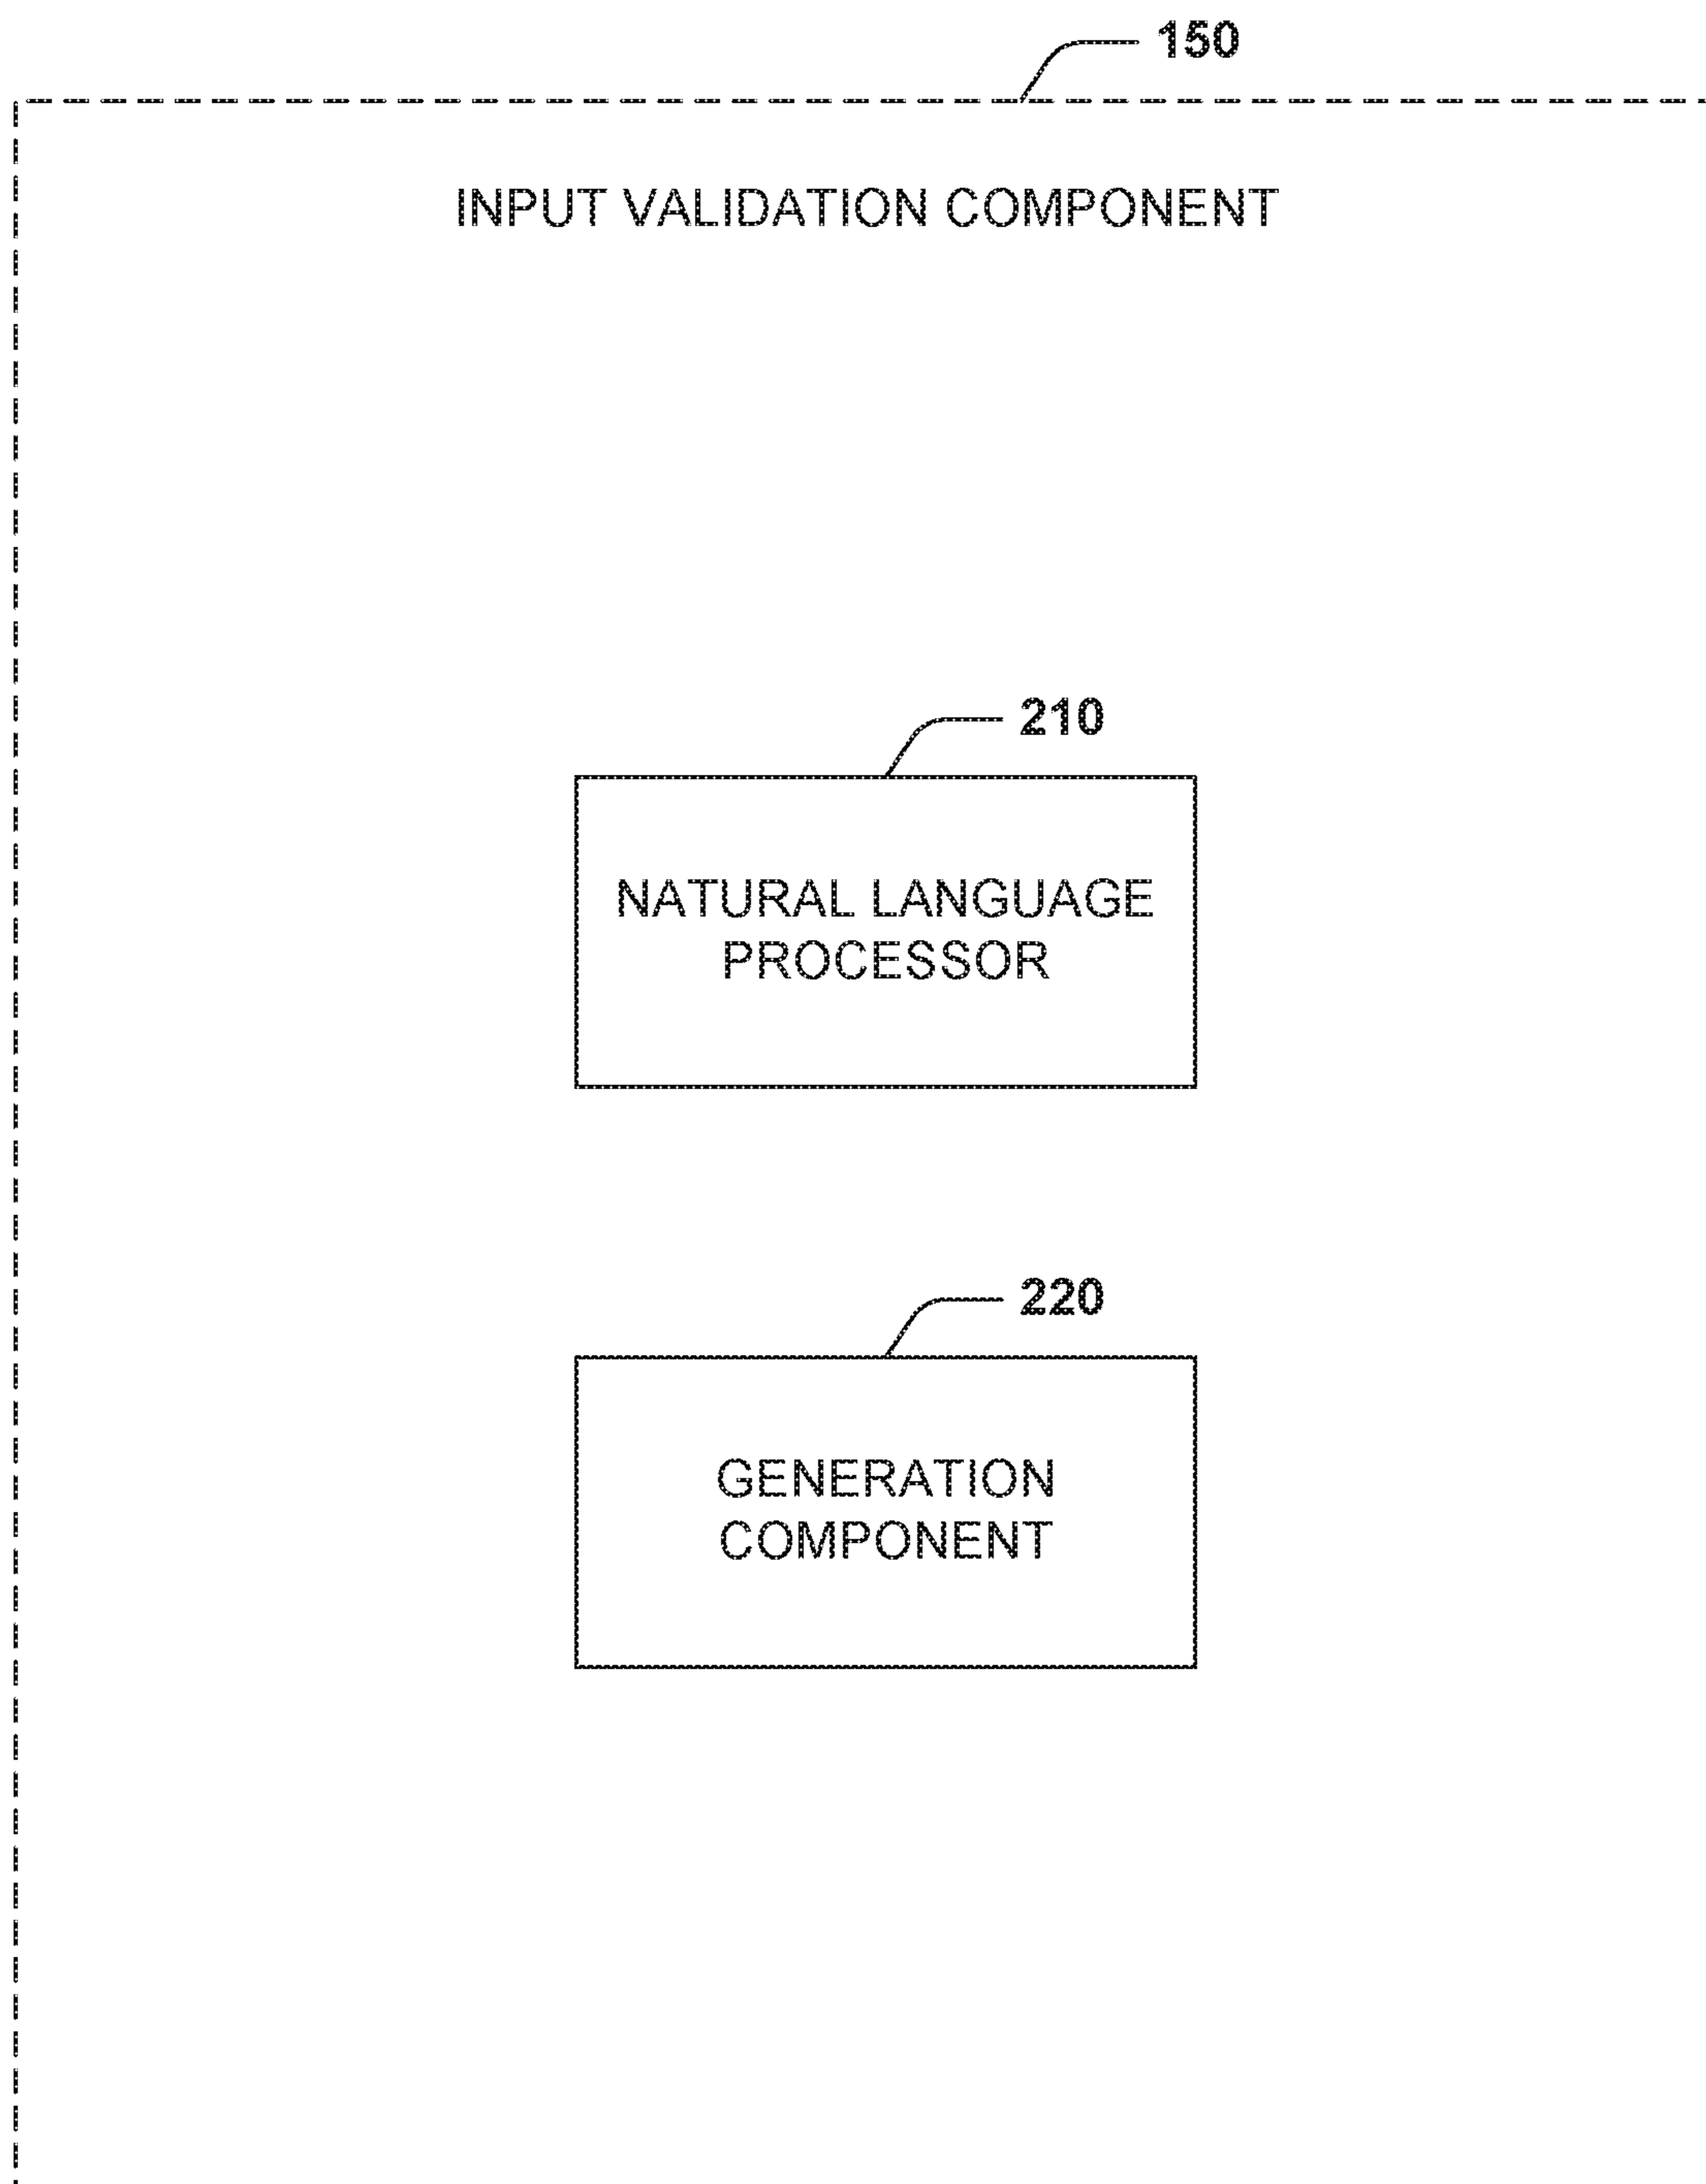 150
INPUT VALIDATION COMPONENT
210
NATURAL LANGUAGE
PROCESSOR
220
GENERATION
COMPONENT